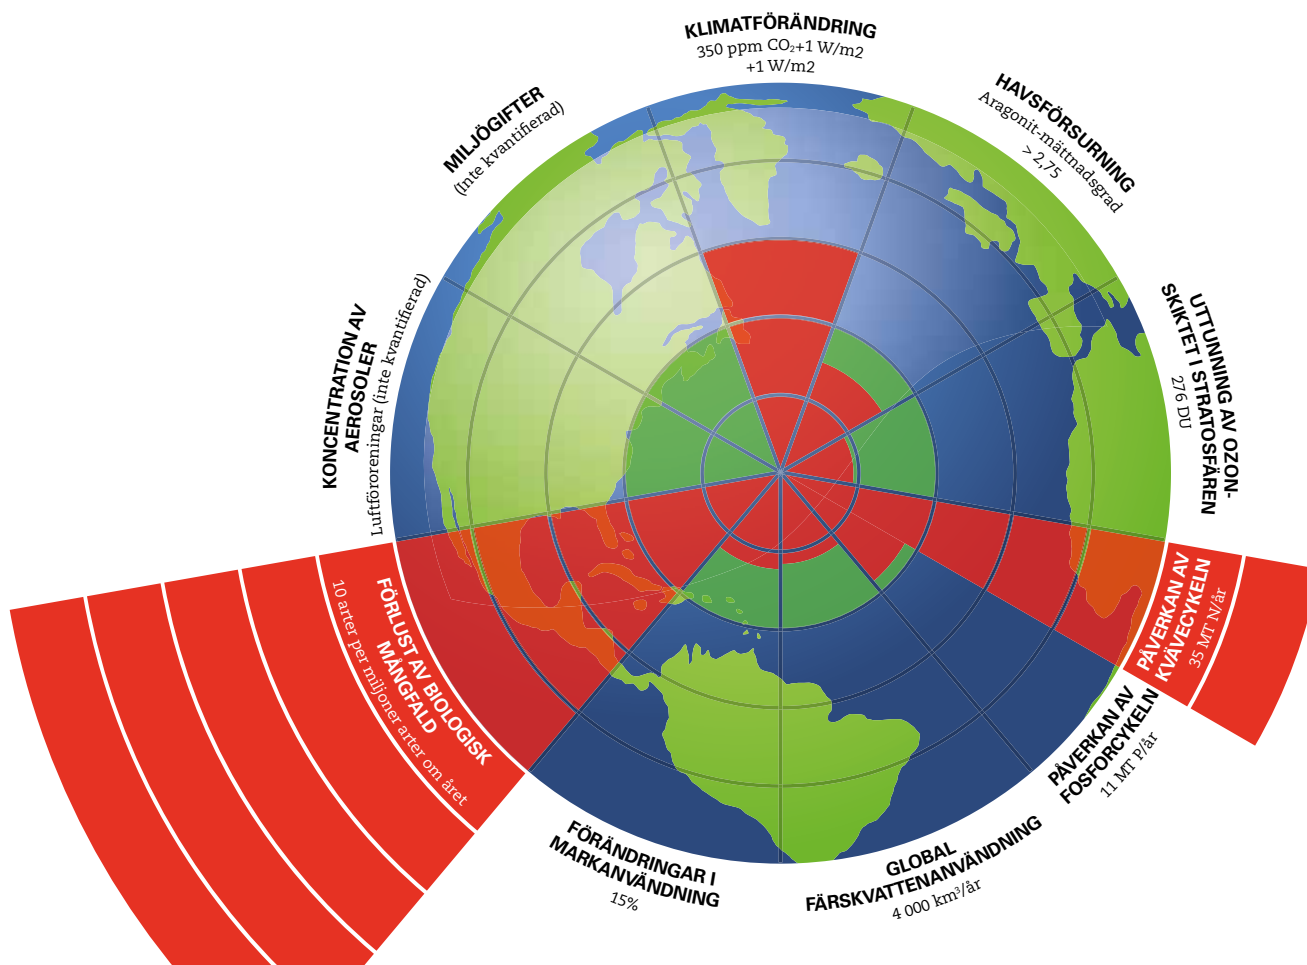 KLIMATFÖRÄNDRING
350 ppm CO₂+1 W/m2
+1 W/m2
HAVSFÖRSURNING
Aragonit-mättnadsgrad
> 2,75
UTTUNNING AV OZON-
SKIKTET I STRATOSFÄREN
276 DU
PÅVERKAN AV
KVÄVECYKELN
35 MT N/år
PÅVERKAN AV
FOSFORCYKELN
11 MT P/år
GLOBAL
FÄRSKVATTENANVÄNDNING
4 000 km³/år
FÖRÄNDRINGAR I
MARKANVÄNDNING
15%
FÖRLUST AV BIOLOGISK
MÅNGFALD
10 arter per miljoner arter om året
KONCENTRATION AV
AEROSOLER
Luftföroreningar (inte kvantifierad)
MILJÖGIFTER
(Inte kvantifierad)